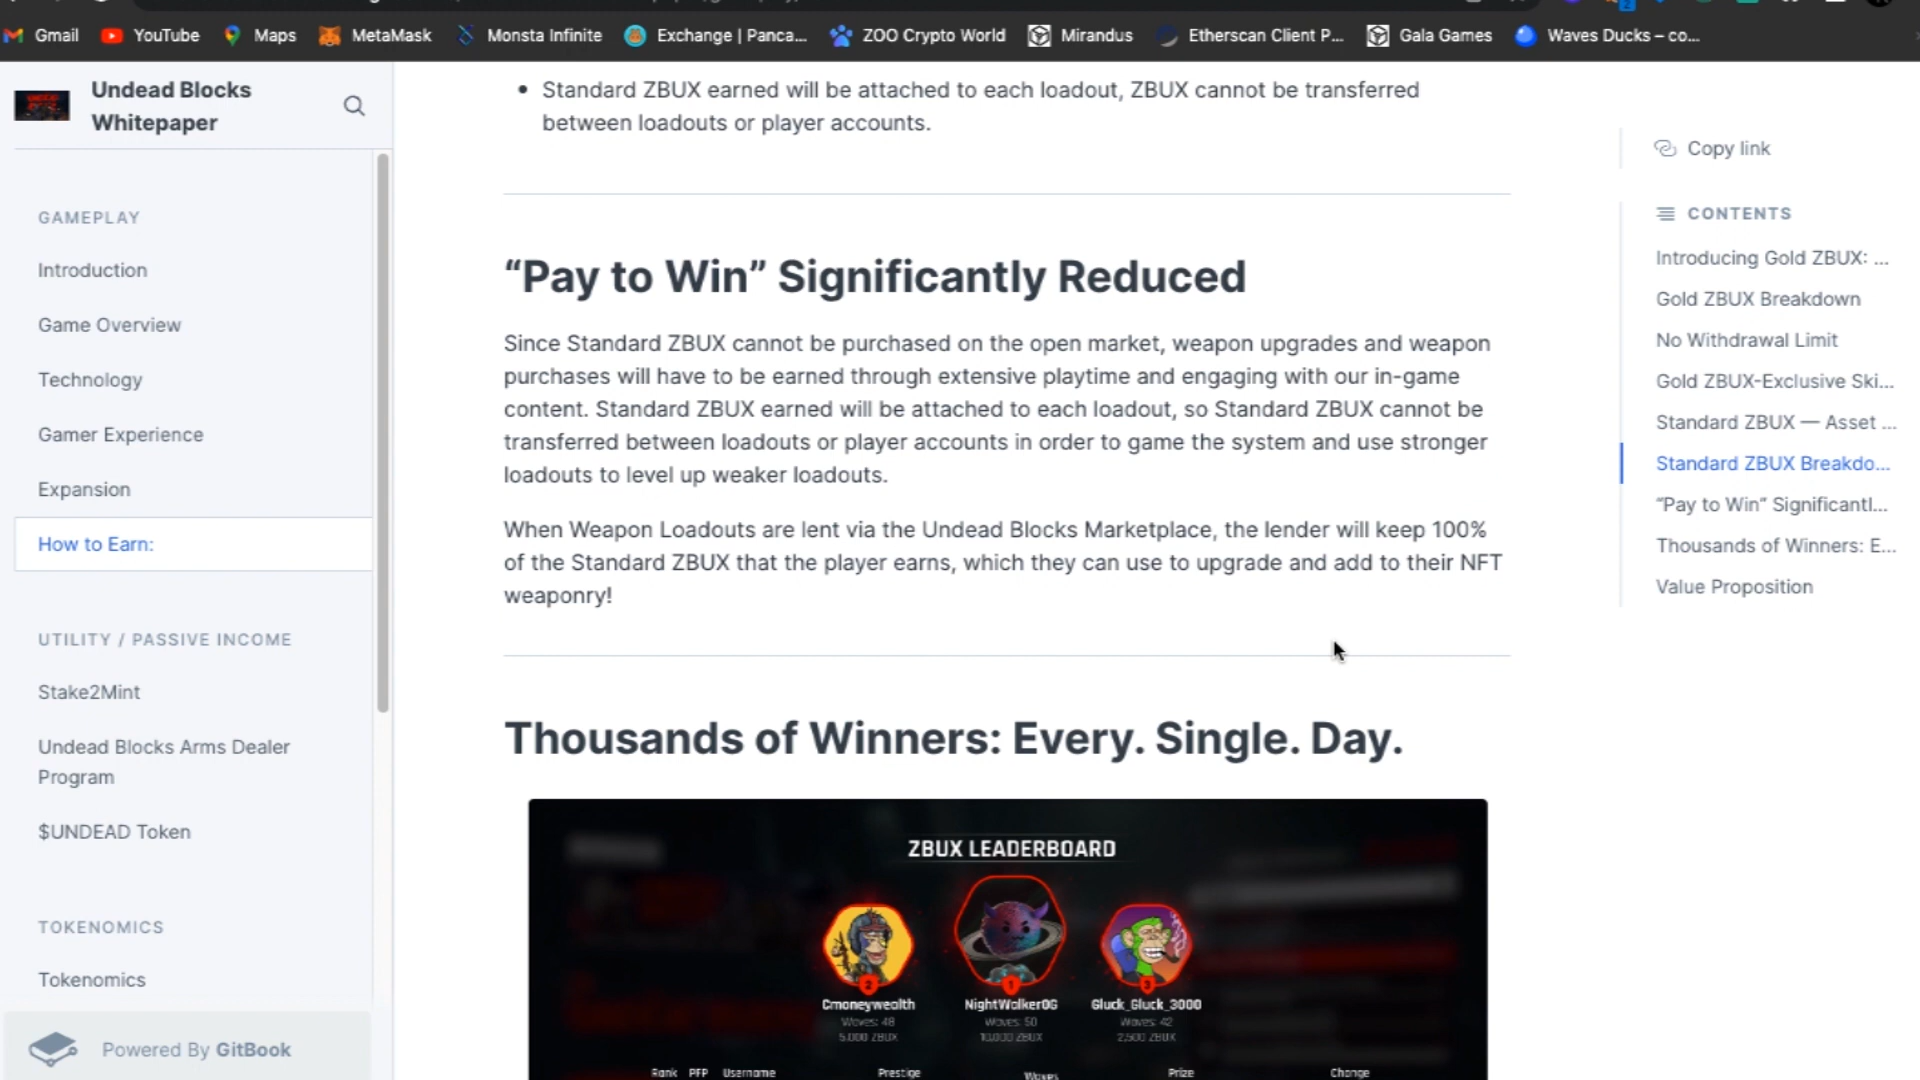 Gmail YouTube Maps MetaMask Monsta Infinite Exchange | Panca... ZOO Crypto World Mirandus Etherscan Client P... Gala Games Waves Ducks – co...
Undead Blocks
Whitepaper
GAMEPLAY
Introduction
Game Overview
Technology
Gamer Experience
Expansion
How to Earn:
UTILITY / PASSIVE INCOME
Stake2Mint
Undead Blocks Arms Dealer
Program
$UNDEAD Token
TOKENOMICS
Tokenomics
Powered By GitBook
• Standard ZBUX earned will be attached to each loadout, ZBUX cannot be transferred
between loadouts or player accounts.
“Pay to Win” Significantly Reduced
Since Standard ZBUX cannot be purchased on the open market, weapon upgrades and weapon
purchases will have to be earned through extensive playtime and engaging with our in-game
content. Standard ZBUX earned will be attached to each loadout, so Standard ZBUX cannot be
transferred between loadouts or player accounts in order to game the system and use stronger
loadouts to level up weaker loadouts.
When Weapon Loadouts are lent via the Undead Blocks Marketplace, the lender will keep 100%
of the Standard ZBUX that the player earns, which they can use to upgrade and add to their NFT
weaponry!
Thousands of Winners: Every. Single. Day.
ZBUX LEADERBOARD
2 1 3
Cmoneywealth NightWalkerOG Gluck_Gluck_3000
Waves: 48 Waves: 50 Waves: 42
5,000 ZBUX 10,000 ZBUX 2,500 ZBUX
Rank PFP Username Prestige Waves Prize Change
Copy link
CONTENTS
Introducing Gold ZBUX: ...
Gold ZBUX Breakdown
No Withdrawal Limit
Gold ZBUX-Exclusive Ski...
Standard ZBUX — Asset ...
Standard ZBUX Breakdo...
“Pay to Win” Significantl...
Thousands of Winners: E...
Value Proposition